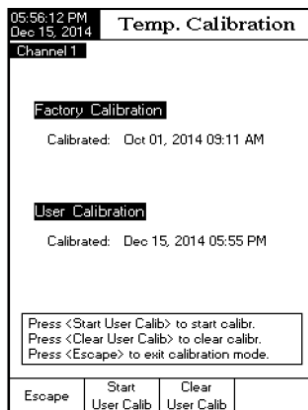 05:56:12 PM
Dec 15, 2014
Temp. Calibration
Channel 1
Factory Calibration
Calibrated: Oct 01, 2014 09:11 AM
User Calibration
Calibrated: Dec 15, 2014 05:55 PM
Press <Start User Calib> to start calibr.
Press <Clear User Calib> to clear calibr.
Press <Escape> to exit calibration mode.
Escape
Start
User Calib
Clear
User Calib